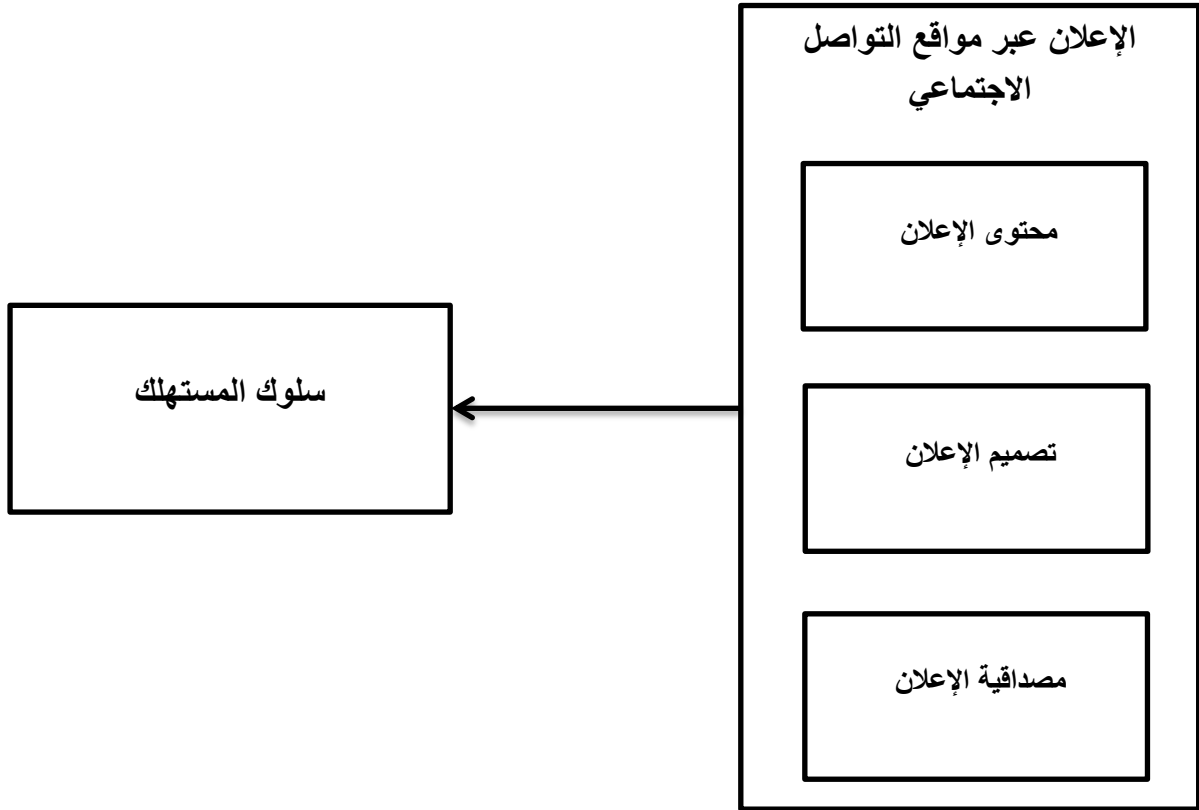 الإعلان عبر مواقع التواصل
الاجتماعي
محتوى الإعلان
تصميم الإعلان
مصداقية الإعلان
سلوك المستهلك